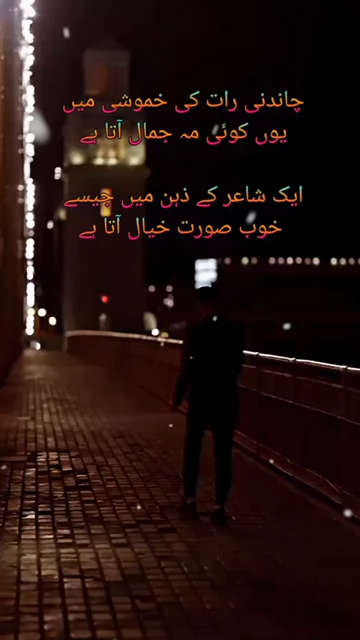 چاندنی رات کی خموشی میں
یوں کوئی مہ جمال آتا ہے
ایک شاعر کے ذہن میں جیسے
خوب صورت خیال آتا ہے